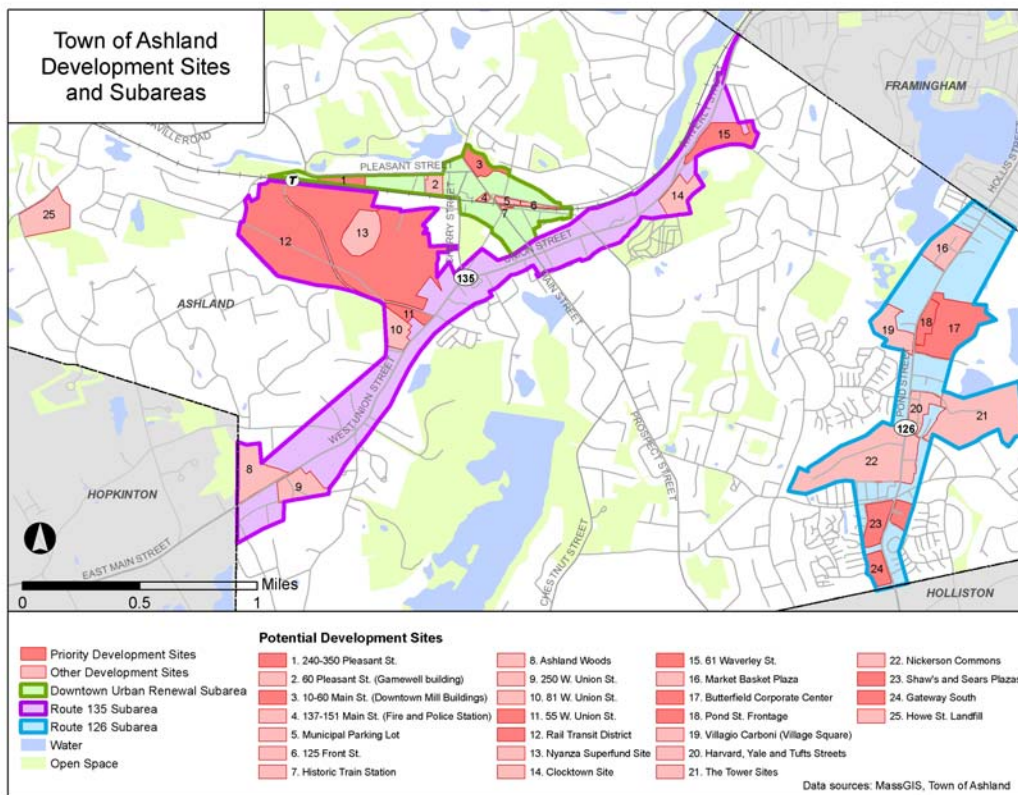 Town of Ashland
Development Sites
and Subareas
FRAMINGHAM
HOLLIS STREET
PLEASANT STREET
T
1
2
3
4
5
6
7
15
14
25
12
13
CHERRY STREET
UNION STREET
135
MAIN STREET
ASHLAND
11
10
16
19
18
17
POND STREET
20
21
126
22
23
24
WEST UNION STREET
PROSPECT STREET
8
9
HOPKINTON
EAST MAIN STREET
CHESTNUT STREET
HOLLISTON
Miles
0
0.5
1
Priority Development Sites
Other Development Sites
Downtown Urban Renewal Subarea
Route 135 Subarea
Route 126 Subarea
Water
Open Space
Potential Development Sites
1. 240-350 Pleasant St.
2. 60 Pleasant St. (Gamewell building)
3. 10-60 Main St. (Downtown Mill Buildings)
4. 137-151 Main St. (Fire and Police Station)
5. Municipal Parking Lot
6. 125 Front St.
7. Historic Train Station
8. Ashland Woods
9. 250 W. Union St.
10. 81 W. Union St.
11. 55 W. Union St.
12. Rail Transit District
13. Nyanza Superfund Site
14. Clocktown Site
15. 61 Waverley St.
16. Market Basket Plaza
17. Butterfield Corporate Center
18. Pond St. Frontage
19. Villagio Carboni (Village Square)
20. Harvard, Yale and Tufts Streets
21. The Tower Sites
22. Nickerson Commons
23. Shaw's and Sears Plazas
24. Gateway South
25. Howe St. Landfill
Data sources: MassGIS, Town of Ashland